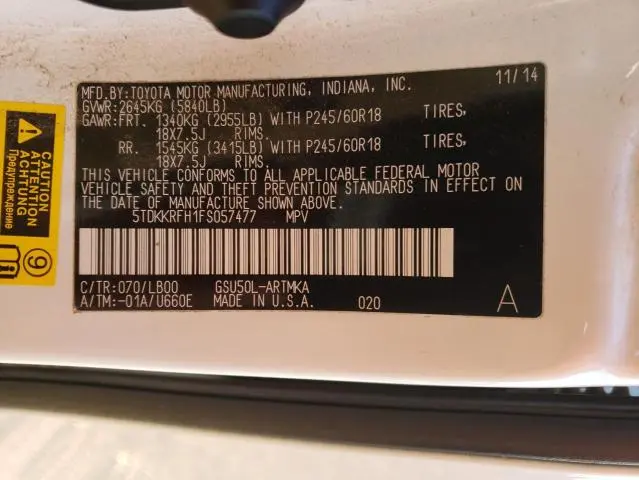 MFD.BY:TOYOTA MOTOR MANUFACTURING, INDIANA, INC. 11/14
GVWR:2645KG (5840LB)
GAWR:FRT. 1340KG (2955LB) WITH P245/60R18 TIRES,
18X7.5J RIMS.
RR. 1545KG (3415LB) WITH P245/60R18 TIRES,
18X7.5J RIMS.
THIS VEHICLE CONFORMS TO ALL APPLICABLE FEDERAL MOTOR
VEHICLE SAFETY AND THEFT PREVENTION STANDARDS IN EFFECT
ON THE DATE OF MANUFACTURE SHOWN ABOVE.
5TDKKRFH1FS057477 MPV
C/TR:070/LB00 GSU50L-ARTMKA
A/TM:-01A/U660E MADE IN U.S.A. 020 A
CAUTION
ATTENTION
ACHTUNG
Предупреждение
9